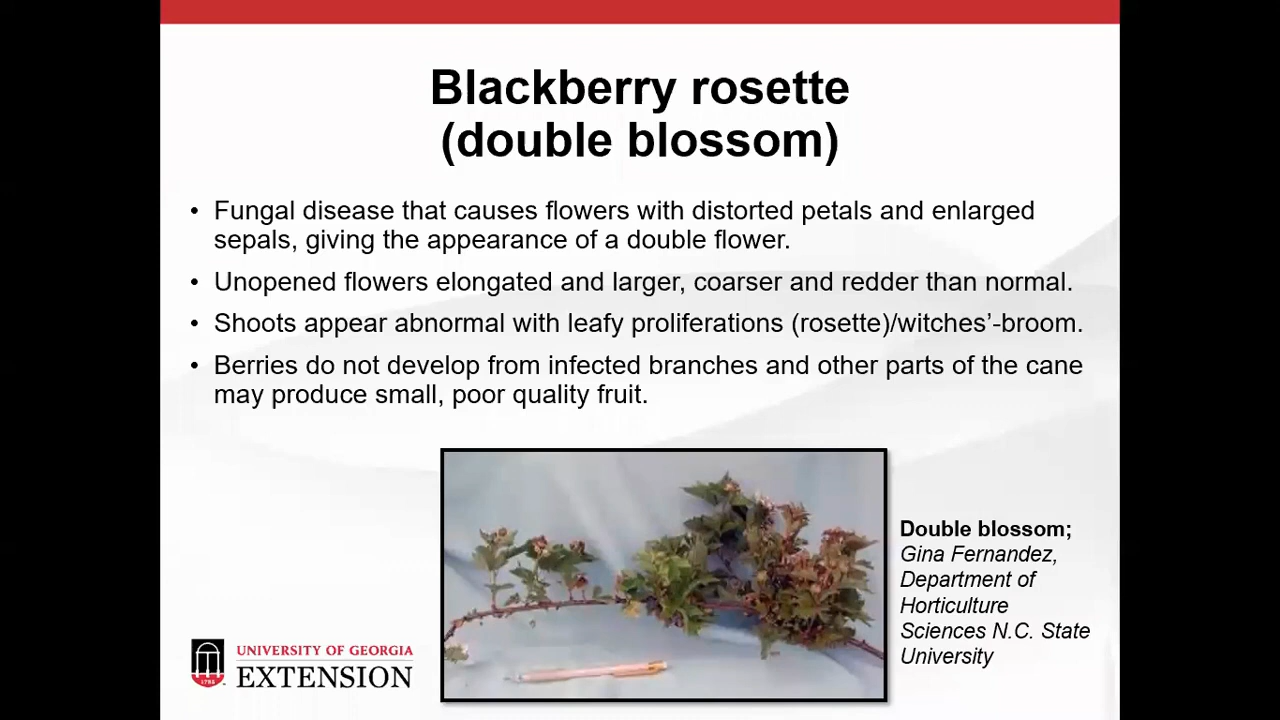 Blackberry rosette
(double blossom)
• Fungal disease that causes flowers with distorted petals and enlarged
sepals, giving the appearance of a double flower.
• Unopened flowers elongated and larger, coarser and redder than normal.
• Shoots appear abnormal with leafy proliferations (rosette)/witches’-broom.
• Berries do not develop from infected branches and other parts of the cane
may produce small, poor quality fruit.
Double blossom;
Gina Fernandez,
Department of
Horticulture
Sciences N.C. State
University
UNIVERSITY OF GEORGIA
EXTENSION
1785